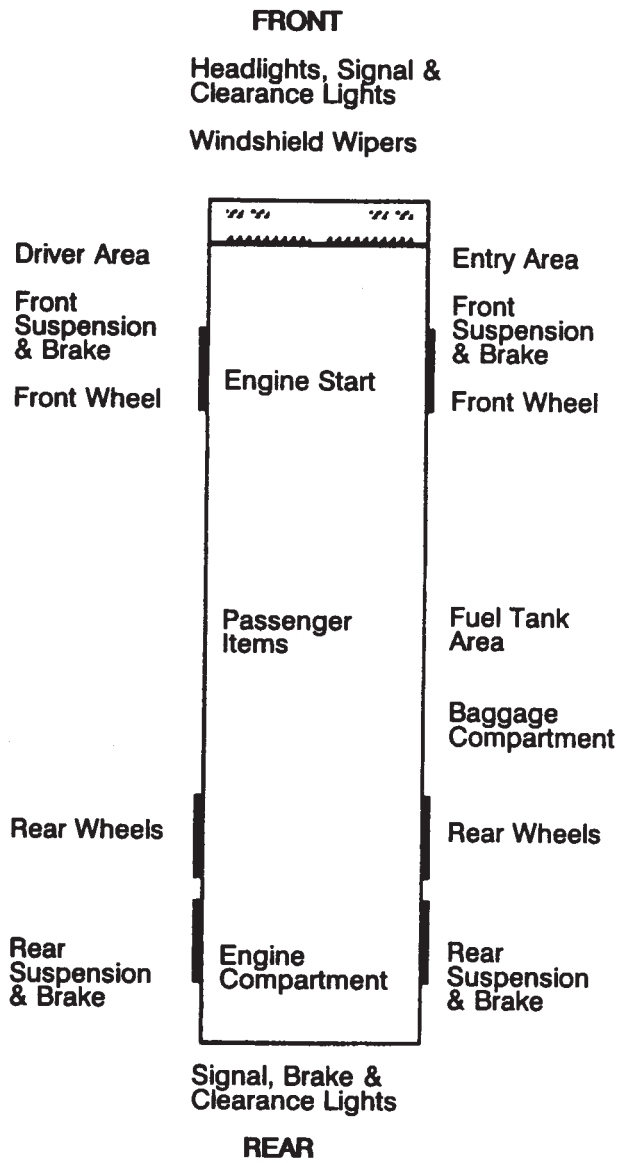 FRONT
Headlights, Signal &
Clearance Lights
Windshield Wipers
Driver Area
Entry Area
Front
Suspension
& Brake
Front
Suspension
& Brake
Engine Start
Front Wheel
Front Wheel
Passenger
Items
Fuel Tank
Area
Baggage
Compartment
Rear Wheels
Rear Wheels
Rear
Suspension
& Brake
Engine
Compartment
Rear
Suspension
& Brake
Signal, Brake &
Clearance Lights
REAR